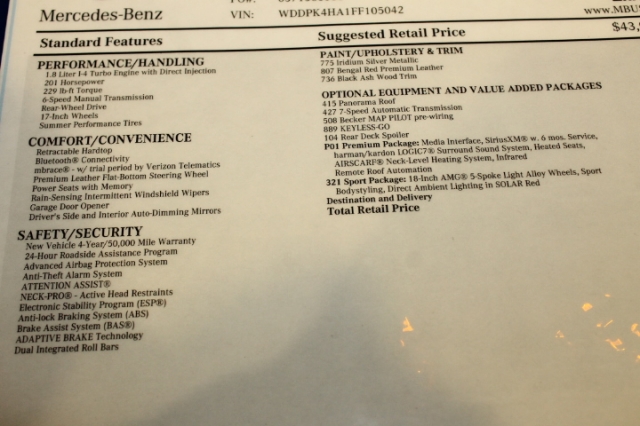 Mercedes-Benz
VIN: WDDPK4HA1FF105042
www.MBUS
Standard Features
Suggested Retail Price
$43,
PERFORMANCE/HANDLING
1.8 Liter I-4 Turbo Engine with Direct Injection
201 Horsepower
229 lb-ft Torque
6-Speed Manual Transmission
Rear-Wheel Drive
17-Inch Wheels
Summer Performance Tires
COMFORT/CONVENIENCE
Retractable Hardtop
Bluetooth® Connectivity
mbrace® - w/ trial period by Verizon Telematics
Premium Leather Flat-Bottom Steering Wheel
Power Seats with Memory
Rain-Sensing Intermittent Windshield Wipers
Garage Door Opener
Driver's Side and Interior Auto-Dimming Mirrors
SAFETY/SECURITY
New Vehicle 4-Year/50,000 Mile Warranty
24-Hour Roadside Assistance Program
Advanced Airbag Protection System
Anti-Theft Alarm System
ATTENTION ASSIST®
NECK-PRO® - Active Head Restraints
Electronic Stability Program (ESP®)
Anti-lock Braking System (ABS)
Brake Assist System (BAS®)
ADAPTIVE BRAKE Technology
Dual Integrated Roll Bars
PAINT/UPHOLSTERY & TRIM
775 Iridium Silver Metallic
807 Bengal Red Premium Leather
736 Black Ash Wood Trim
OPTIONAL EQUIPMENT AND VALUE ADDED PACKAGES
415 Panorama Roof
427 7-Speed Automatic Transmission
508 Becker MAP PILOT pre-wiring
889 KEYLESS-GO
104 Rear Deck Spoiler
P01 Premium Package: Media Interface, SiriusXM® w. 6 mos. Service,
harman/kardon LOGIC7® Surround Sound System, Heated Seats,
AIRSCARF® Neck-Level Heating System, Infrared
Remote Roof Automation
321 Sport Package: 18-Inch AMG® 5-Spoke Light Alloy Wheels, Sport
Bodystyling, Direct Ambient Lighting in SOLAR Red
Destination and Delivery
Total Retail Price